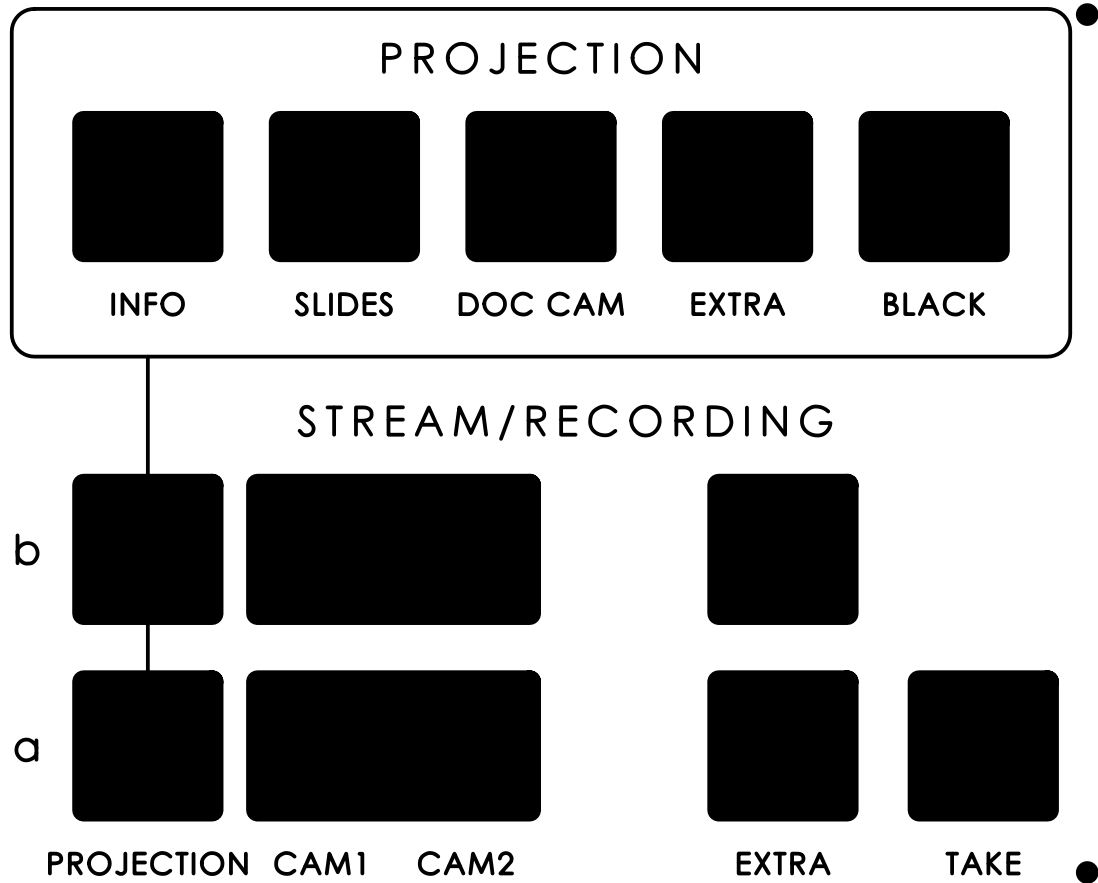 PROJECTION
INFO SLIDES DOC CAM EXTRA BLACK
STREAM/RECORDING
b
a
PROJECTION CAM1 CAM2 EXTRA TAKE